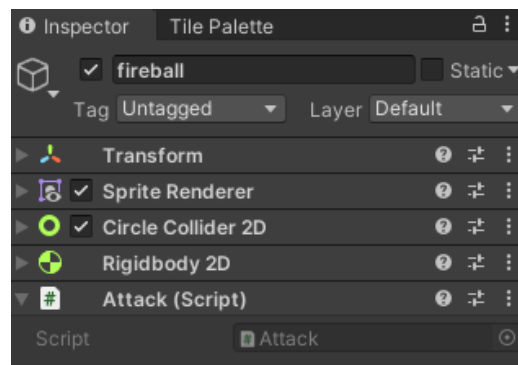 Inspector Tile Palette
fireball Static
Tag Untagged Layer Default
Transform
Sprite Renderer
Circle Collider 2D
Rigidbody 2D
# Attack (Script)
Script # Attack